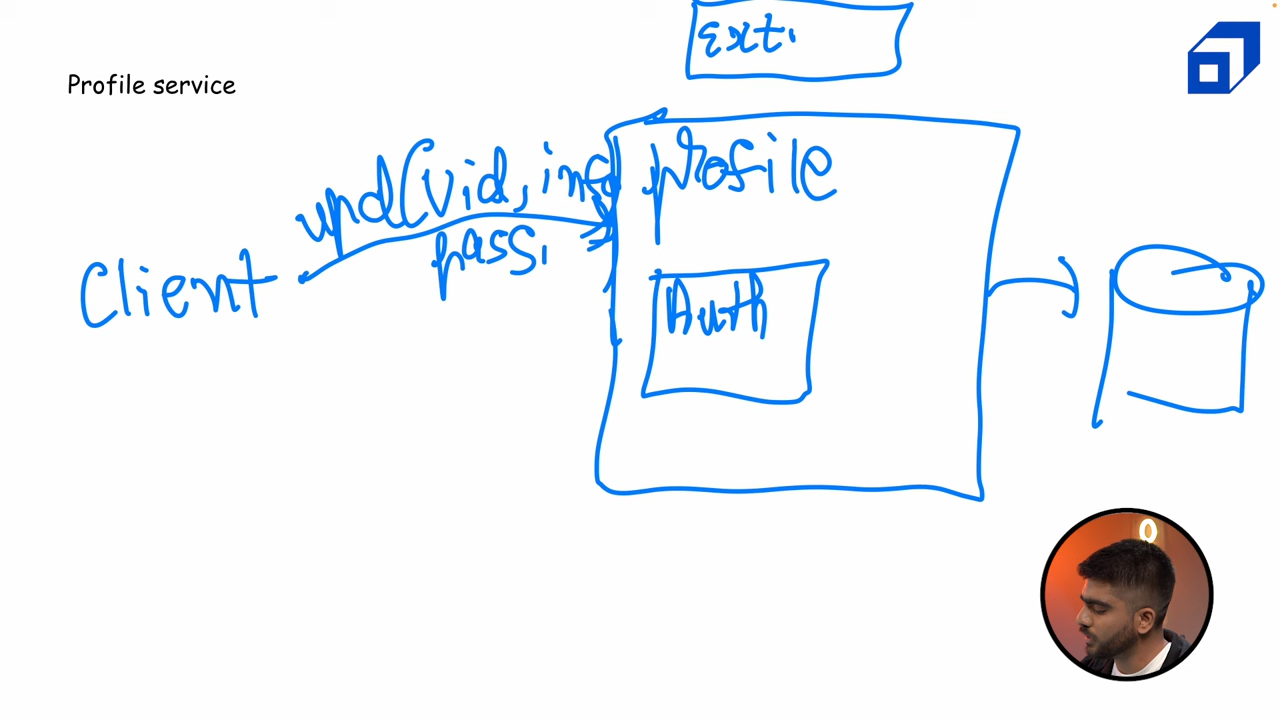 Ext.
Profile service
profile
upd(uid, info
pass.
Client
Auth